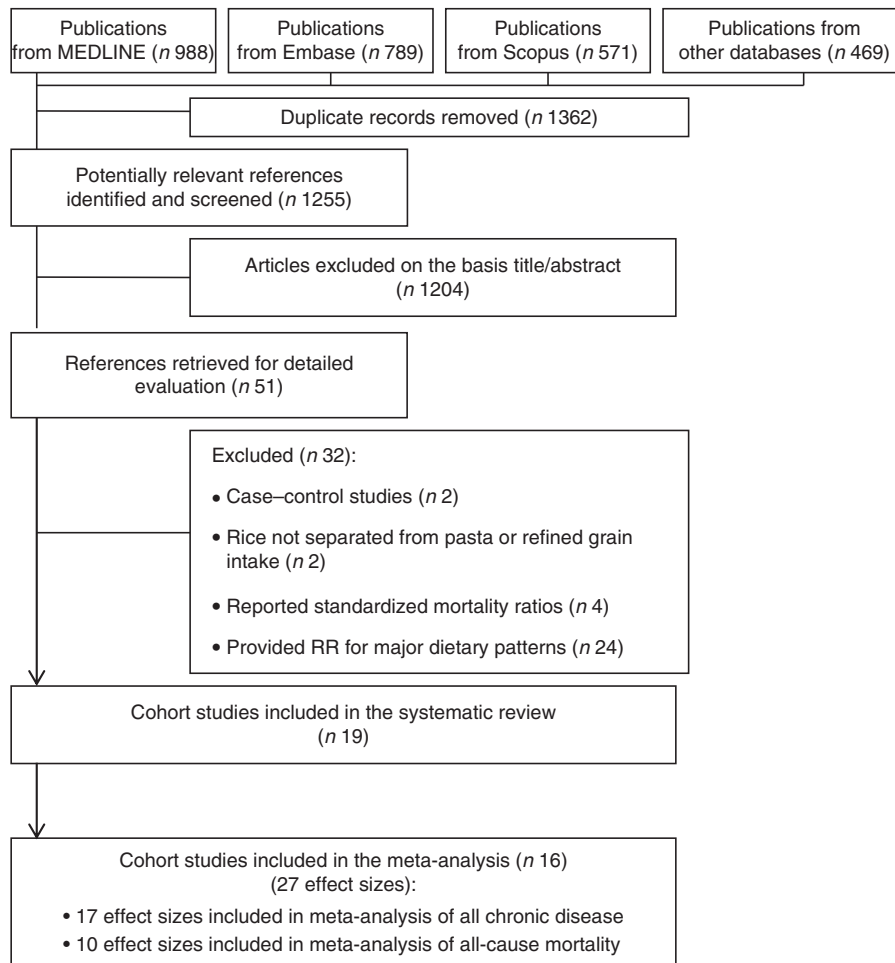 Publications
from MEDLINE (n 988)
Publications
from Embase (n 789)
Publications
from Scopus (n 571)
Publications from
other databases (n 469)
Duplicate records removed (n 1362)
Potentially relevant references
identified and screened (n 1255)
Articles excluded on the basis title/abstract
(n 1204)
References retrieved for detailed
evaluation (n 51)
Excluded (n 32):
• Case–control studies (n 2)
• Rice not separated from pasta or refined grain
intake (n 2)
• Reported standardized mortality ratios (n 4)
• Provided RR for major dietary patterns (n 24)
Cohort studies included in the systematic review
(n 19)
Cohort studies included in the meta-analysis (n 16)
(27 effect sizes):
• 17 effect sizes included in meta-analysis of all chronic disease
• 10 effect sizes included in meta-analysis of all-cause mortality